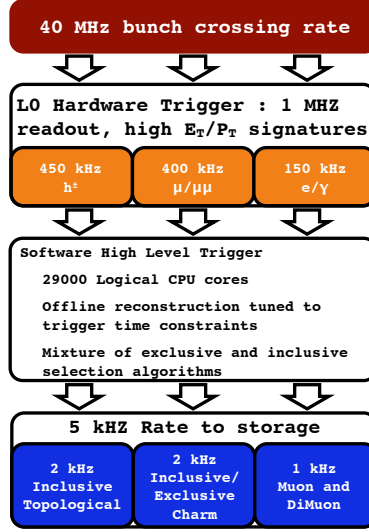 40 MHz bunch crossing rate
L0 Hardware Trigger : 1 MHz
readout, high E_T/P_T signatures
450 kHz
h±
400 kHz
μ/μμ
150 kHz
e/γ
Software High Level Trigger
29000 Logical CPU cores
Offline reconstruction tuned to
trigger time constraints
Mixture of exclusive and inclusive
selection algorithms
5 kHZ Rate to storage
2 kHz
Inclusive
Topological
2 kHz
Inclusive/
Exclusive
Charm
1 kHz
Muon and
DiMuon